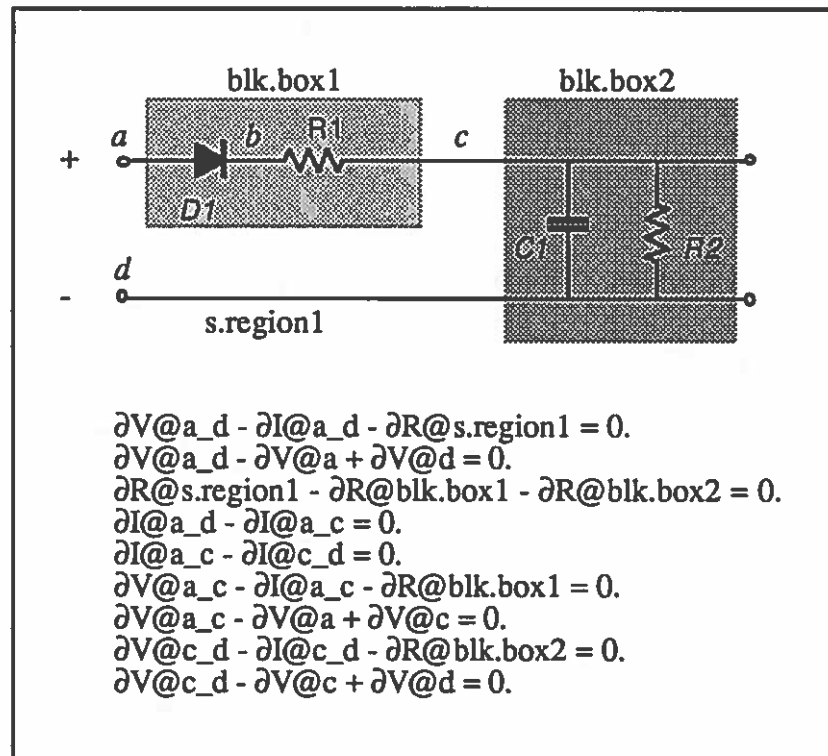 blk.box1 blk.box2
a b R1 c
+
D1 C1 R2
d
-
s.region1
∂V@a_d - ∂I@a_d - ∂R@s.region1 = 0.
∂V@a_d - ∂V@a + ∂V@d = 0.
∂R@s.region1 - ∂R@blk.box1 - ∂R@blk.box2 = 0.
∂I@a_d - ∂I@a_c = 0.
∂I@a_c - ∂I@c_d = 0.
∂V@a_c - ∂I@a_c - ∂R@blk.box1 = 0.
∂V@a_c - ∂V@a + ∂V@c = 0.
∂V@c_d - ∂I@c_d - ∂R@blk.box2 = 0.
∂V@c_d - ∂V@c + ∂V@d = 0.